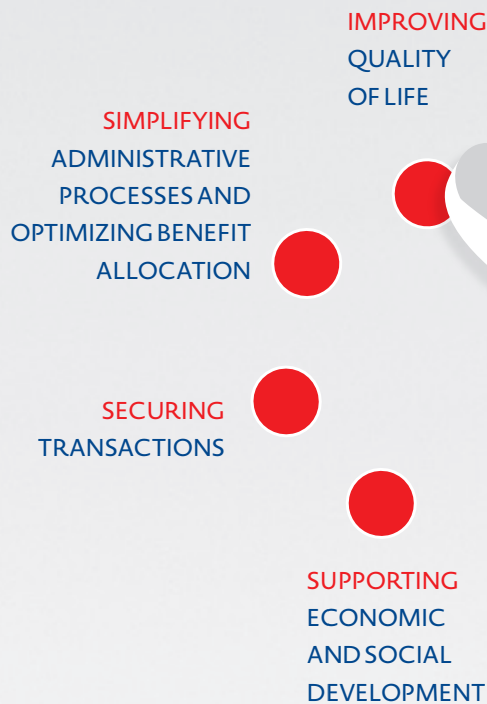 IMPROVING
QUALITY
OF LIFE
SIMPLIFYING
ADMINISTRATIVE
PROCESSES AND
OPTIMIZING BENEFIT
ALLOCATION
SECURING
TRANSACTIONS
SUPPORTING
ECONOMIC
AND SOCIAL
DEVELOPMENT